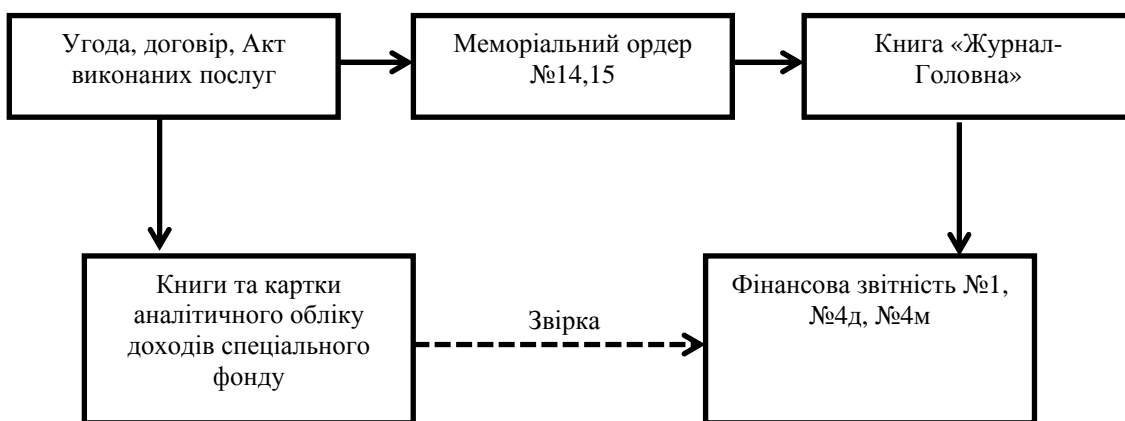 Угода, договір, Акт
виконаних послуг
Меморіальний ордер
№14,15
Книга «Журнал-
Головна»
Книги та картки
аналітичного обліку
доходів спеціального
фонду
Звірка
Фінансова звітність №1,
№4д, №4м